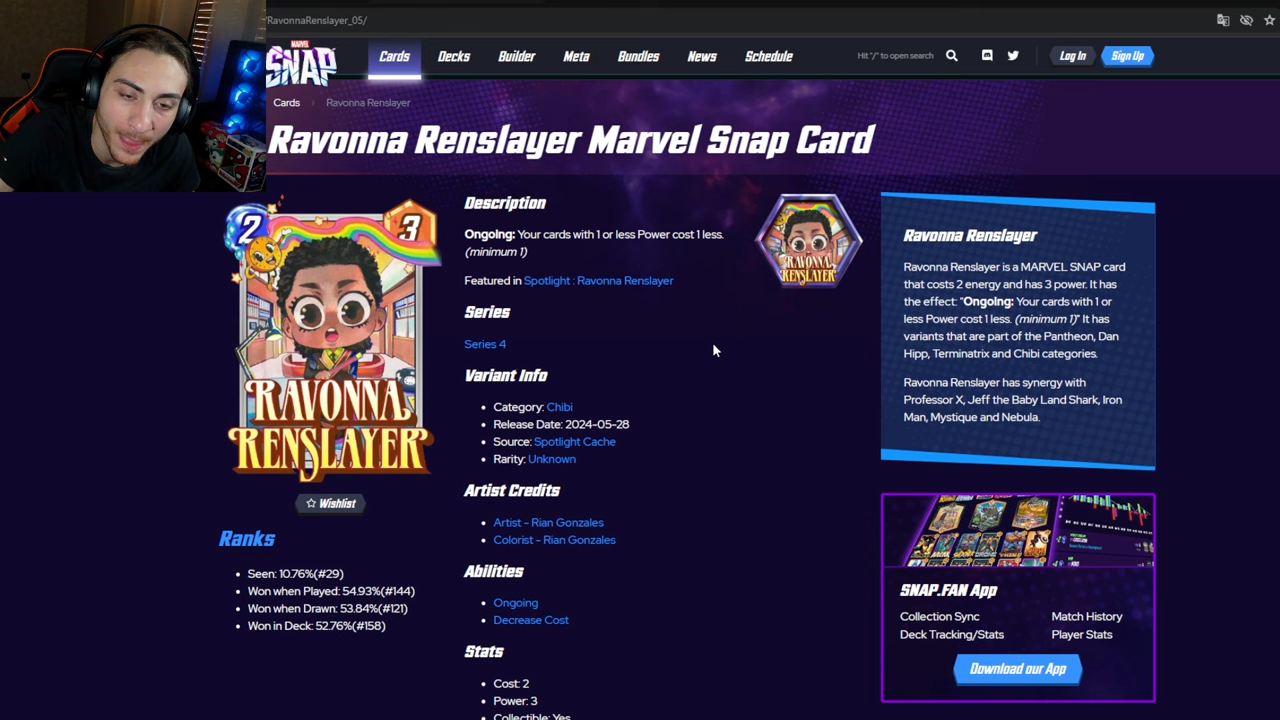 /RavonnaRenslayer_05/
MARVEL
SNAP
Cards
Decks
Builder
Meta
Bundles
News
Schedule
Hit "/" to open search
Log In
Sign Up
Cards
Ravonna Renslayer
Ravonna Renslayer Marvel Snap Card
2
3
RAVONNA
RENSLAYER
Wishlist
Ranks
Seen: 10.76%(#29)
Won when Played: 54.93%(#144)
Won when Drawn: 53.84%(#121)
Won in Deck: 52.76%(#158)
Description
Ongoing: Your cards with 1 or less Power cost 1 less.
(minimum 1)
Featured in Spotlight : Ravonna Renslayer
Series
Series 4
Variant Info
Category: Chibi
Release Date: 2024-05-28
Source: Spotlight Cache
Rarity: Unknown
Artist Credits
Artist - Rian Gonzales
Colorist - Rian Gonzales
Abilities
Ongoing
Decrease Cost
Stats
Cost: 2
Power: 3
Collectible: Yes
RAVONNA
RENSLAYER
Ravonna Renslayer
Ravonna Renslayer is a MARVEL SNAP card
that costs 2 energy and has 3 power. It has
the effect: "Ongoing: Your cards with 1 or
less Power cost 1 less. (minimum 1)" It has
variants that are part of the Pantheon, Dan
Hipp, Terminatrix and Chibi categories.
Ravonna Renslayer has synergy with
Professor X, Jeff the Baby Land Shark, Iron
Man, Mystique and Nebula.
SNAP.FAN App
Collection Sync
Match History
Deck Tracking/Stats
Player Stats
Download our App